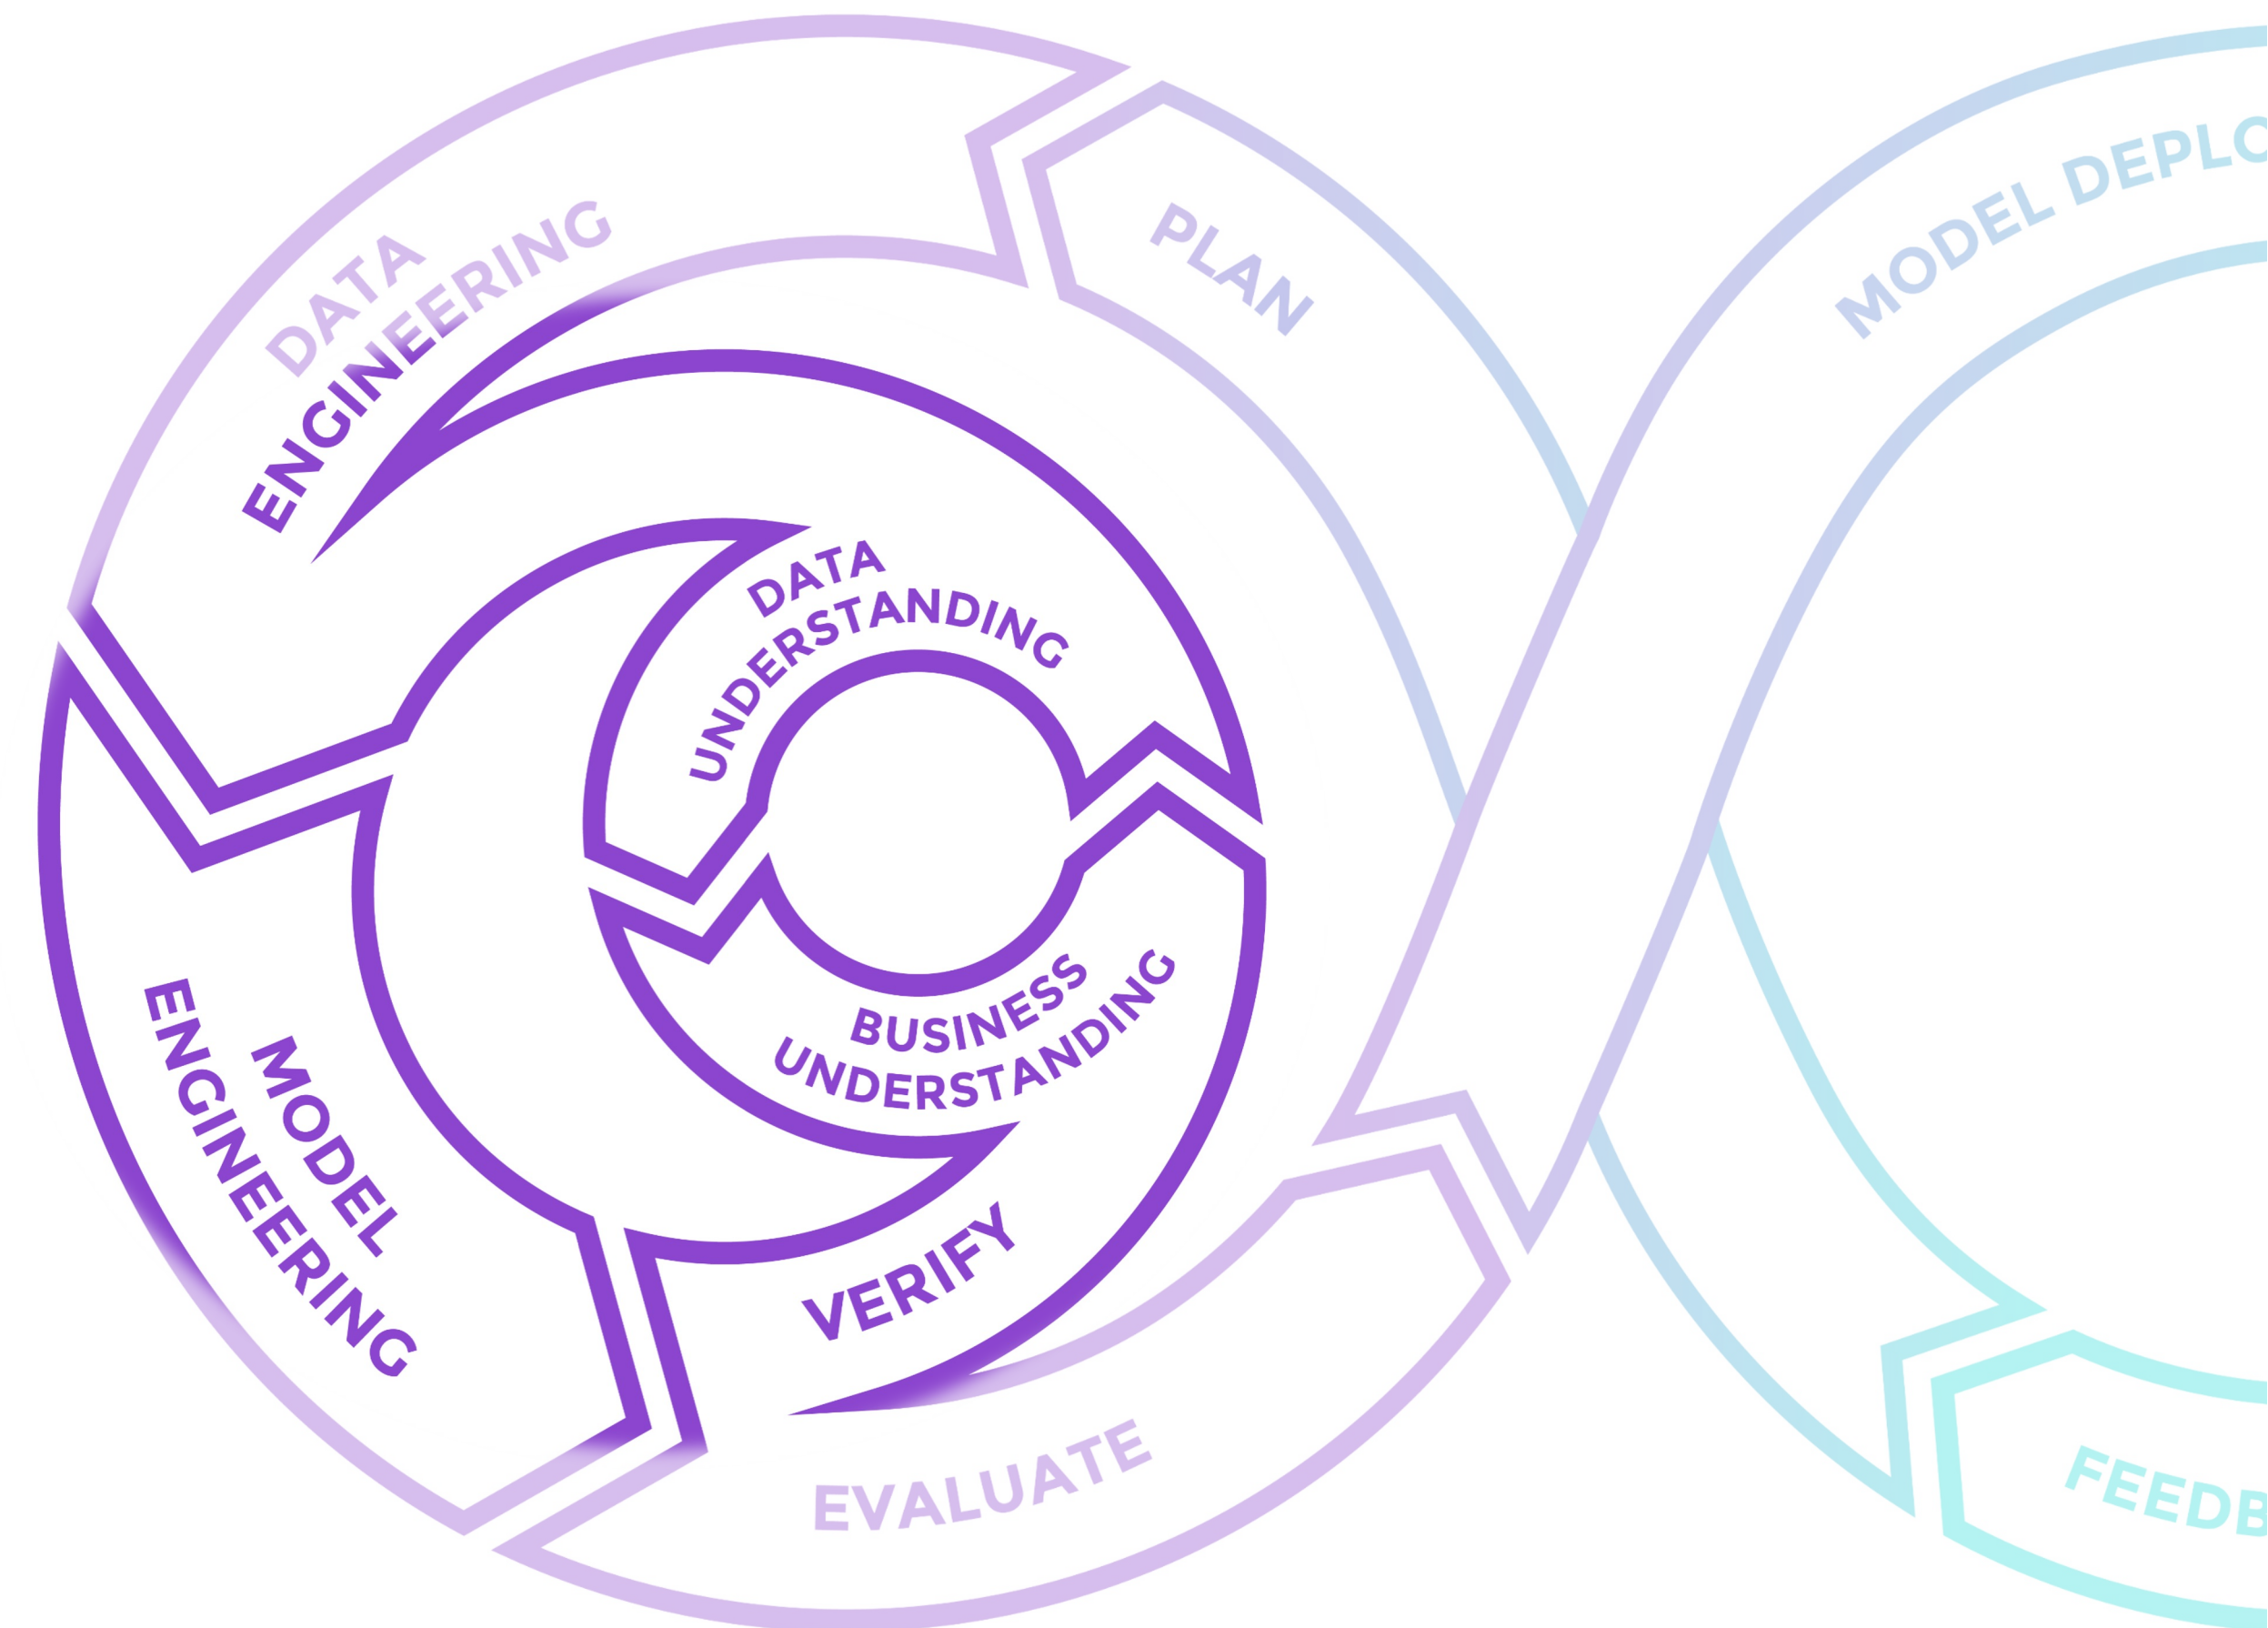 DATA
ENGINEERING
PLAN
MODEL DEPLO
DATA
UNDERSTANDING
BUSINESS
UNDERSTANDING
MODEL
ENGINEERING
VERIFY
EVALUATE
FEEDB